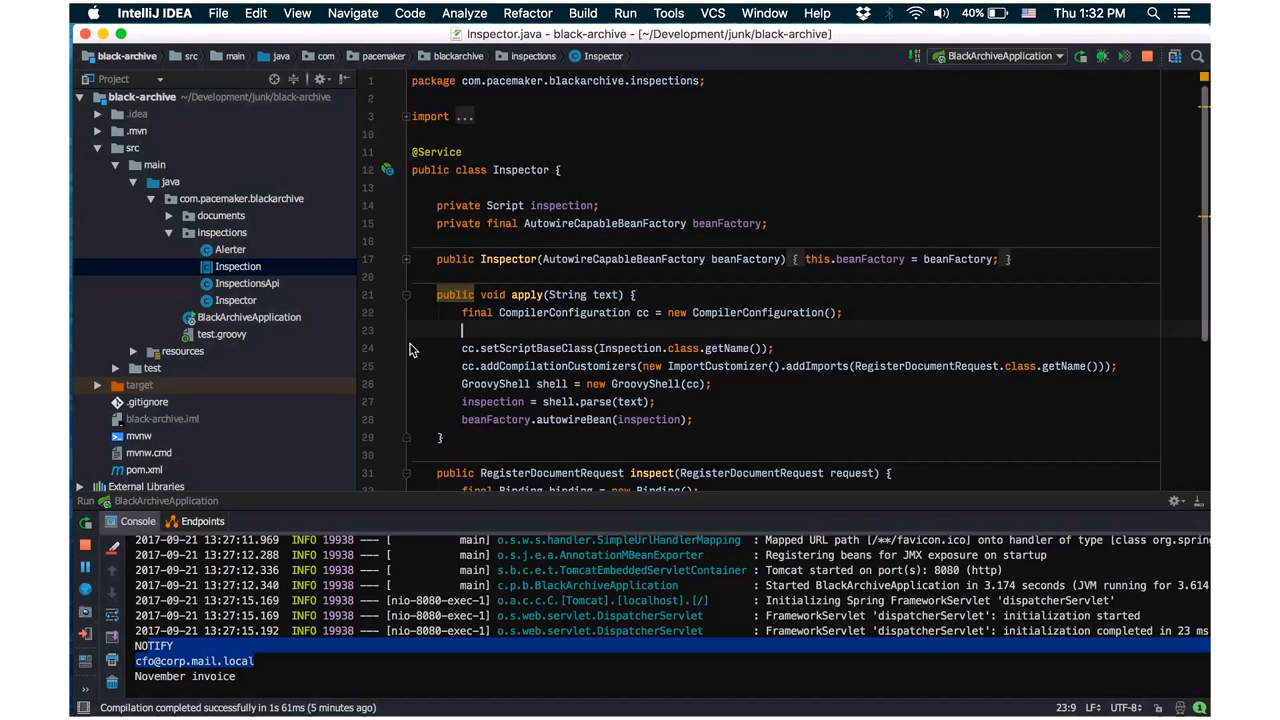 IntelliJ IDEA File Edit View Navigate Code Analyze Refactor Build Run Tools VCS Window Help 40% Thu 1:32 PM
Inspector.java - black-archive - [~/Development/junk/black-archive]
black-archive src main java com pacemaker blackarchive inspections Inspector BlackArchiveApplication
Project
black-archive ~/Development/junk/black-archive
.idea
.mvn
src
main
java
com.pacemaker.blackarchive
documents
inspections
Alerter
Inspection
InspectionsApi
Inspector
BlackArchiveApplication
test.groovy
resources
test
target
.gitignore
black-archive.iml
mvnw
mvnw.cmd
pom.xml
External Libraries
1 package com.pacemaker.blackarchive.inspections;
2
3 import ...
10
11 @Service
12 public class Inspector {
13
14 private Script inspection;
15 private final AutowireCapableBeanFactory beanFactory;
16
17 public Inspector(AutowireCapableBeanFactory beanFactory) { this.beanFactory = beanFactory; }
20
21 public void apply(String text) {
22 final CompilerConfiguration cc = new CompilerConfiguration();
23
24 cc.setScriptBaseClass(Inspection.class.getName());
25 cc.addCompilationCustomizers(new ImportCustomizer().addImports(RegisterDocumentRequest.class.getName()));
26 GroovyShell shell = new GroovyShell(cc);
27 inspection = shell.parse(text);
28 beanFactory.autowireBean(inspection);
29 }
30
31 public RegisterDocumentRequest inspect(RegisterDocumentRequest request) {
32 final Binding binding = new Binding();
Run BlackArchiveApplication
Console Endpoints
2017-09-21 13:27:11.969 INFO 19938 --- [ main] o.s.w.s.handler.SimpleUrlHandlerMapping : Mapped URL path [/**/favicon.ico] onto handler of type [class org.spring
2017-09-21 13:27:12.288 INFO 19938 --- [ main] o.s.j.e.a.AnnotationMBeanExporter : Registering beans for JMX exposure on startup
2017-09-21 13:27:12.336 INFO 19938 --- [ main] s.b.c.e.t.TomcatEmbeddedServletContainer : Tomcat started on port(s): 8080 (http)
2017-09-21 13:27:12.340 INFO 19938 --- [ main] c.p.b.BlackArchiveApplication : Started BlackArchiveApplication in 3.174 seconds (JVM running for 3.614
2017-09-21 13:27:15.169 INFO 19938 --- [nio-8080-exec-1] o.a.c.c.C.[Tomcat].[localhost].[/] : Initializing Spring FrameworkServlet 'dispatcherServlet'
2017-09-21 13:27:15.169 INFO 19938 --- [nio-8080-exec-1] o.s.web.servlet.DispatcherServlet : FrameworkServlet 'dispatcherServlet': initialization started
2017-09-21 13:27:15.192 INFO 19938 --- [nio-8080-exec-1] o.s.web.servlet.DispatcherServlet : FrameworkServlet 'dispatcherServlet': initialization completed in 23 ms
NOTIFY
cfo@corp.mail.local
November invoice
Compilation completed successfully in 1s 61ms (5 minutes ago) 23:9 LF÷ UTF-8÷ 1